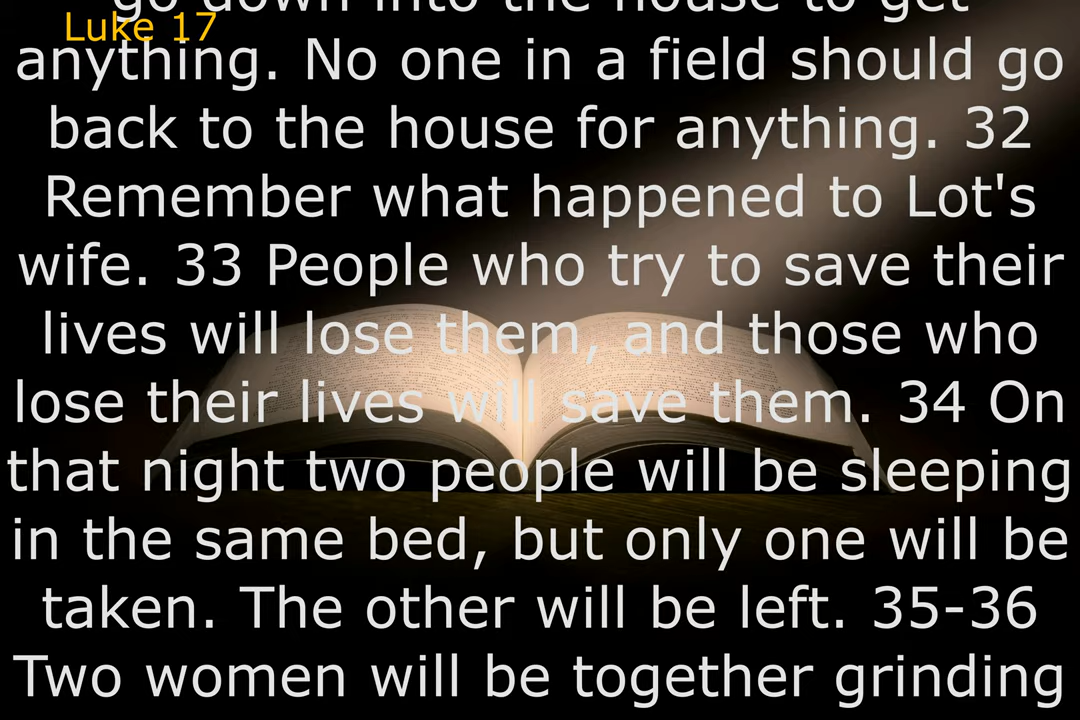 go down into the house to get
Luke 17
anything. No one in a field should go
back to the house for anything. 32
Remember what happened to Lot's
wife. 33 People who try to save their
lives will lose them, and those who
lose their lives will save them. 34 On
that night two people will be sleeping
in the same bed, but only one will be
taken. The other will be left. 35-36
Two women will be together grinding